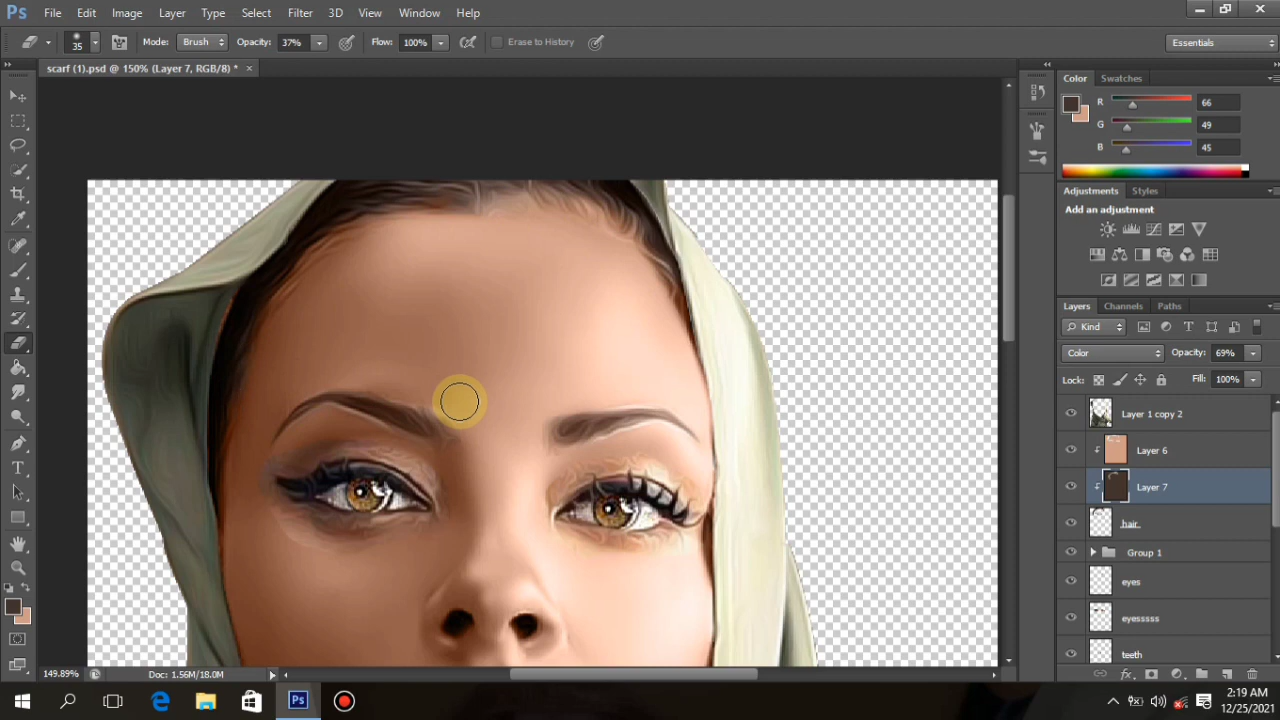 Ps File Edit Image Layer Type Select Filter 3D View Window Help
35 Mode: Brush Opacity: 37% Flow: 100% Erase to History Essentials
scarf (1).psd @ 150% (Layer 7, RGB/8) * ×
Color Swatches
R 66
G 49
B 45
Adjustments Styles
Add an adjustment
Layers Channels Paths
Kind
Color Opacity: 69%
Lock: Fill: 100%
Layer 1 copy 2
Layer 6
Layer 7
hair
Group 1
eyes
eyesssss
teeth
149.89% Doc: 1.56M/18.0M
fx
Ps 2:19 AM
12/25/2021